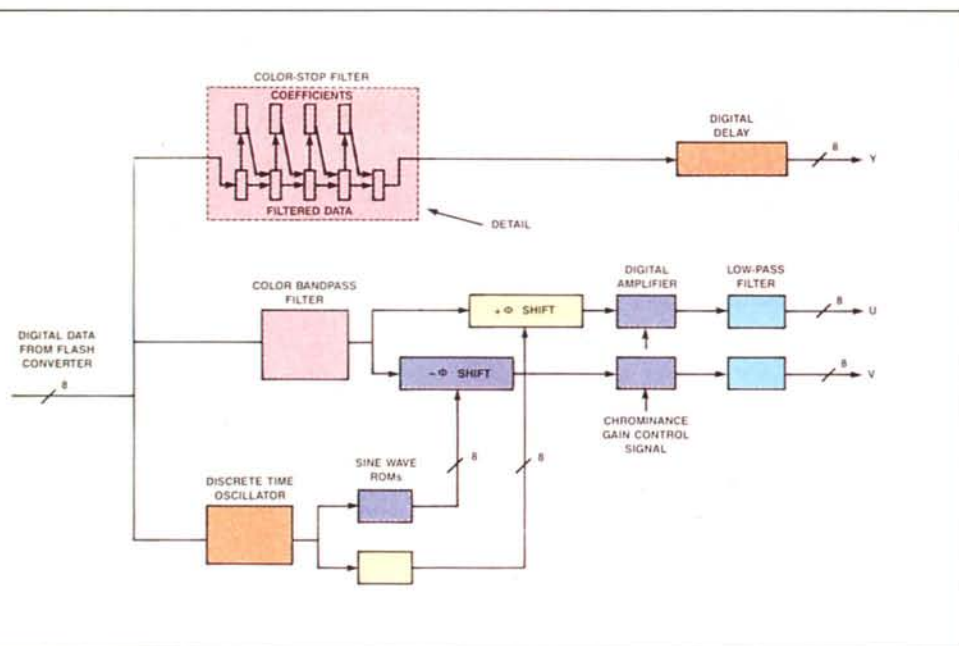 COLOR-STOP FILTER
COEFFICIENTS
FILTERED DATA
DETAIL
DIGITAL
DELAY
8
Y
COLOR BANDPASS
FILTER
+Φ SHIFT
-Φ SHIFT
DIGITAL
AMPLIFIER
LOW-PASS
FILTER
8
U
8
V
DIGITAL DATA
FROM FLASH
CONVERTER
8
CHROMINANCE
GAIN CONTROL
SIGNAL
DISCRETE TIME
OSCILLATOR
SINE WAVE
ROMs
8
8